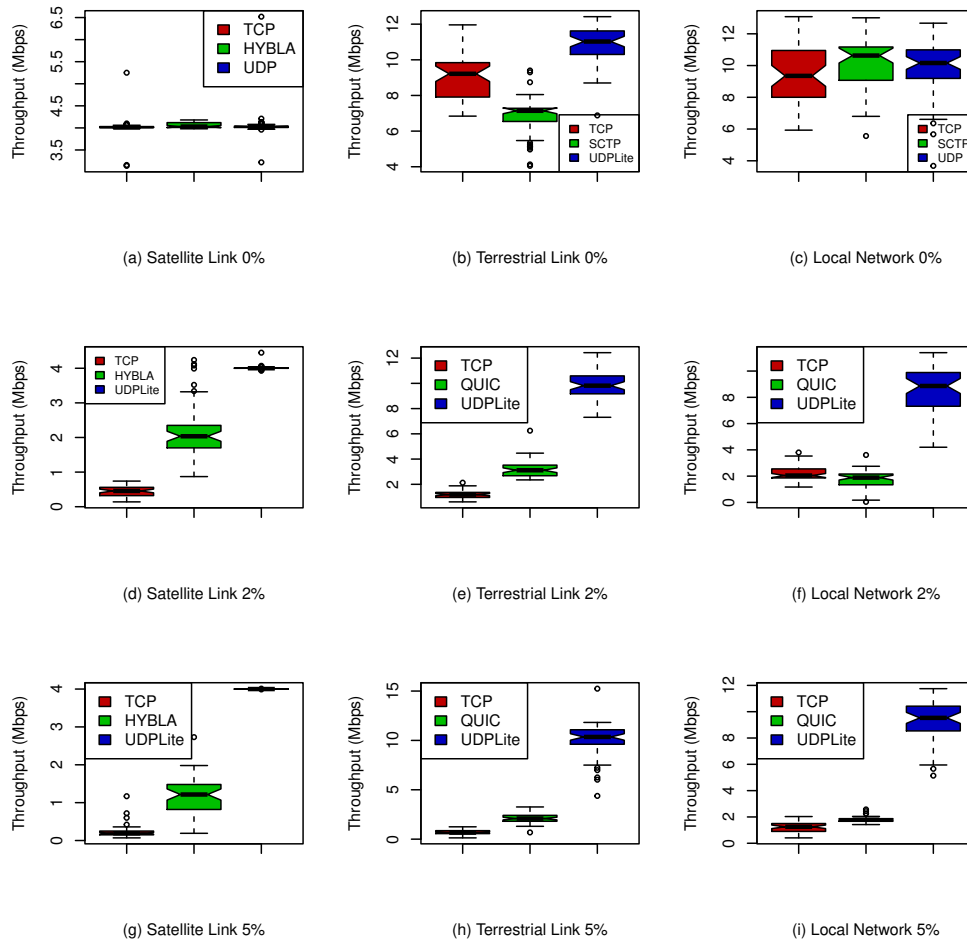 Throughput (Mbps)
3.5
4.5
5.5
6.5
TCP
HYBLA
UDP
(a) Satellite Link 0%
Throughput (Mbps)
4
6
8
10
12
TCP
SCTP
UDPLite
(b) Terrestrial Link 0%
Throughput (Mbps)
4
6
8
10
12
TCP
SCTP
UDP
(c) Local Network 0%
Throughput (Mbps)
0
1
2
3
4
TCP
HYBLA
UDPLite
(d) Satellite Link 2%
Throughput (Mbps)
2
4
6
8
10
12
TCP
QUIC
UDPLite
(e) Terrestrial Link 2%
Throughput (Mbps)
0
2
4
6
8
TCP
QUIC
UDPLite
(f) Local Network 2%
Throughput (Mbps)
0
1
2
3
4
TCP
HYBLA
UDPLite
(g) Satellite Link 5%
Throughput (Mbps)
0
5
10
15
TCP
QUIC
UDPLite
(h) Terrestrial Link 5%
Throughput (Mbps)
0
2
4
6
8
12
TCP
QUIC
UDPLite
(i) Local Network 5%